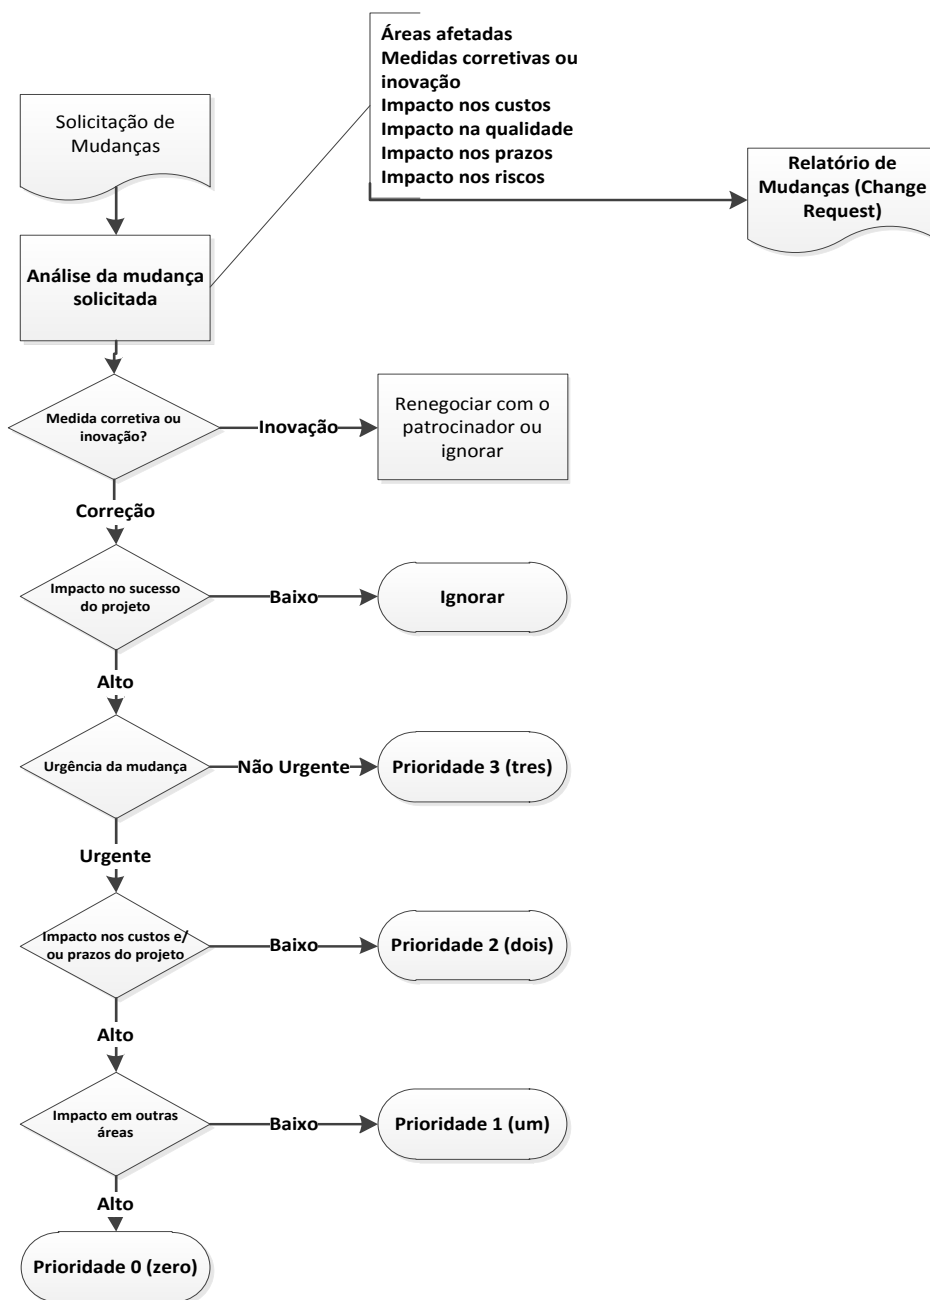 Áreas afetadas
Medidas corretivas ou
inovação
Impacto nos custos
Impacto na qualidade
Impacto nos prazos
Impacto nos riscos
Solicitação de
Mudanças
Relatório de
Mudanças (Change
Request)
Análise da mudança
solicitada
Medida corretiva ou
inovação?
Inovação
Renegociar com o
patrocinador ou
ignorar
Correção
Impacto no sucesso
do projeto
Baixo
Ignorar
Alto
Urgência da mudança
Não Urgente
Prioridade 3 (tres)
Urgente
Impacto nos custos e/
ou prazos do projeto
Baixo
Prioridade 2 (dois)
Alto
Impacto em outras
áreas
Baixo
Prioridade 1 (um)
Alto
Prioridade 0 (zero)